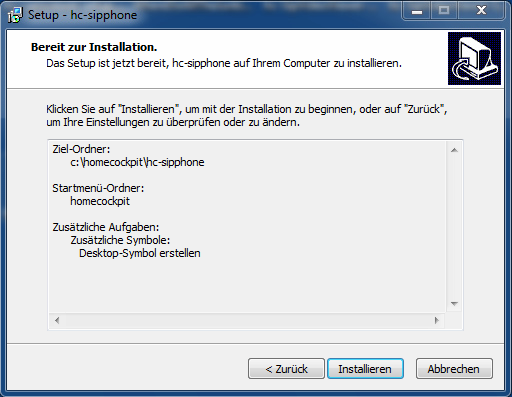 Setup - hc-sipphone
Bereit zur Installation.
Das Setup ist jetzt bereit, hc-sipphone auf Ihrem Computer zu installieren.
Klicken Sie auf "Installieren", um mit der Installation zu beginnen, oder auf "Zurück",
um Ihre Einstellungen zu überprüfen oder zu ändern.
Ziel-Ordner:
c:\homecockpit\hc-sipphone
Startmenü-Ordner:
homecockpit
Zusätzliche Aufgaben:
Zusätzliche Symbole:
Desktop-Symbol erstellen
< Zurück
Installieren
Abbrechen